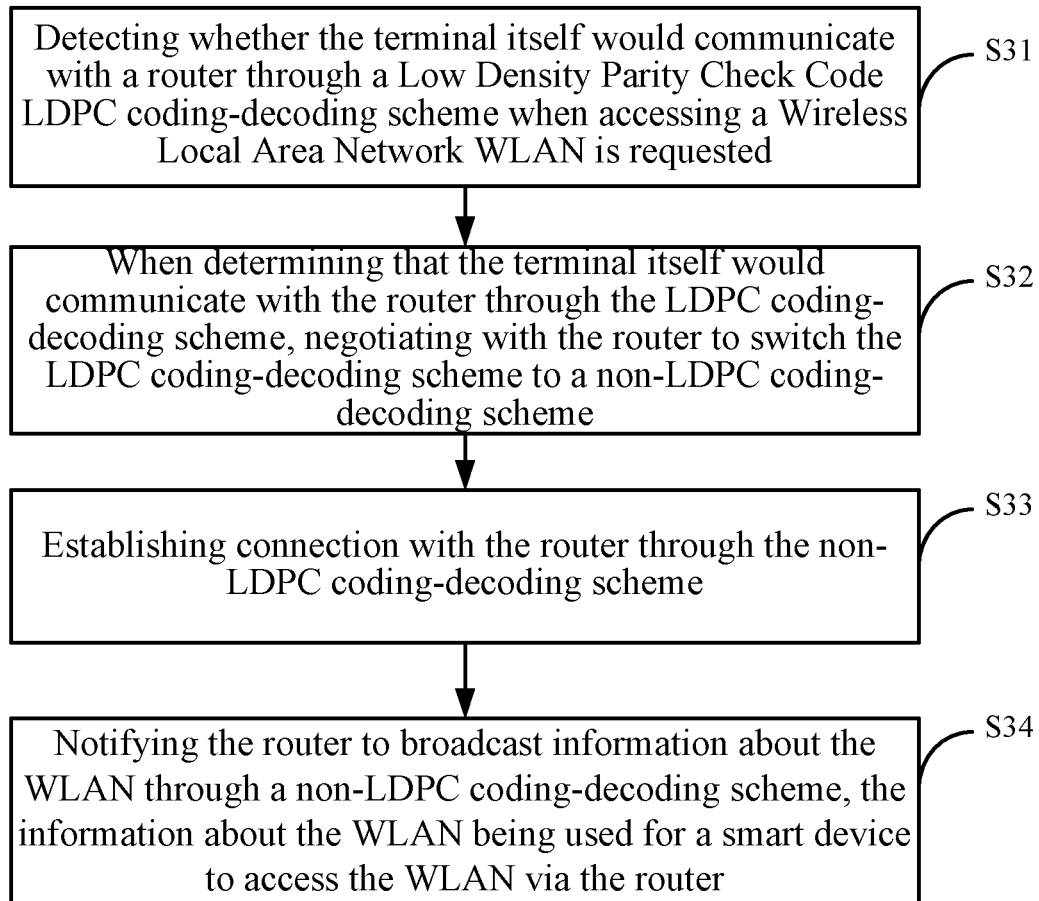 Detecting whether the terminal itself would communicate
with a router through a Low Density Parity Check Code
LDPC coding-decoding scheme when accessing a Wireless
Local Area Network WLAN is requested
S31
When determining that the terminal itself would
communicate with the router through the LDPC coding-
decoding scheme, negotiating with the router to switch the
LDPC coding-decoding scheme to a non-LDPC coding-
decoding scheme
S32
Establishing connection with the router through the non-
LDPC coding-decoding scheme
S33
Notifying the router to broadcast information about the
WLAN through a non-LDPC coding-decoding scheme, the
information about the WLAN being used for a smart device
to access the WLAN via the router
S34